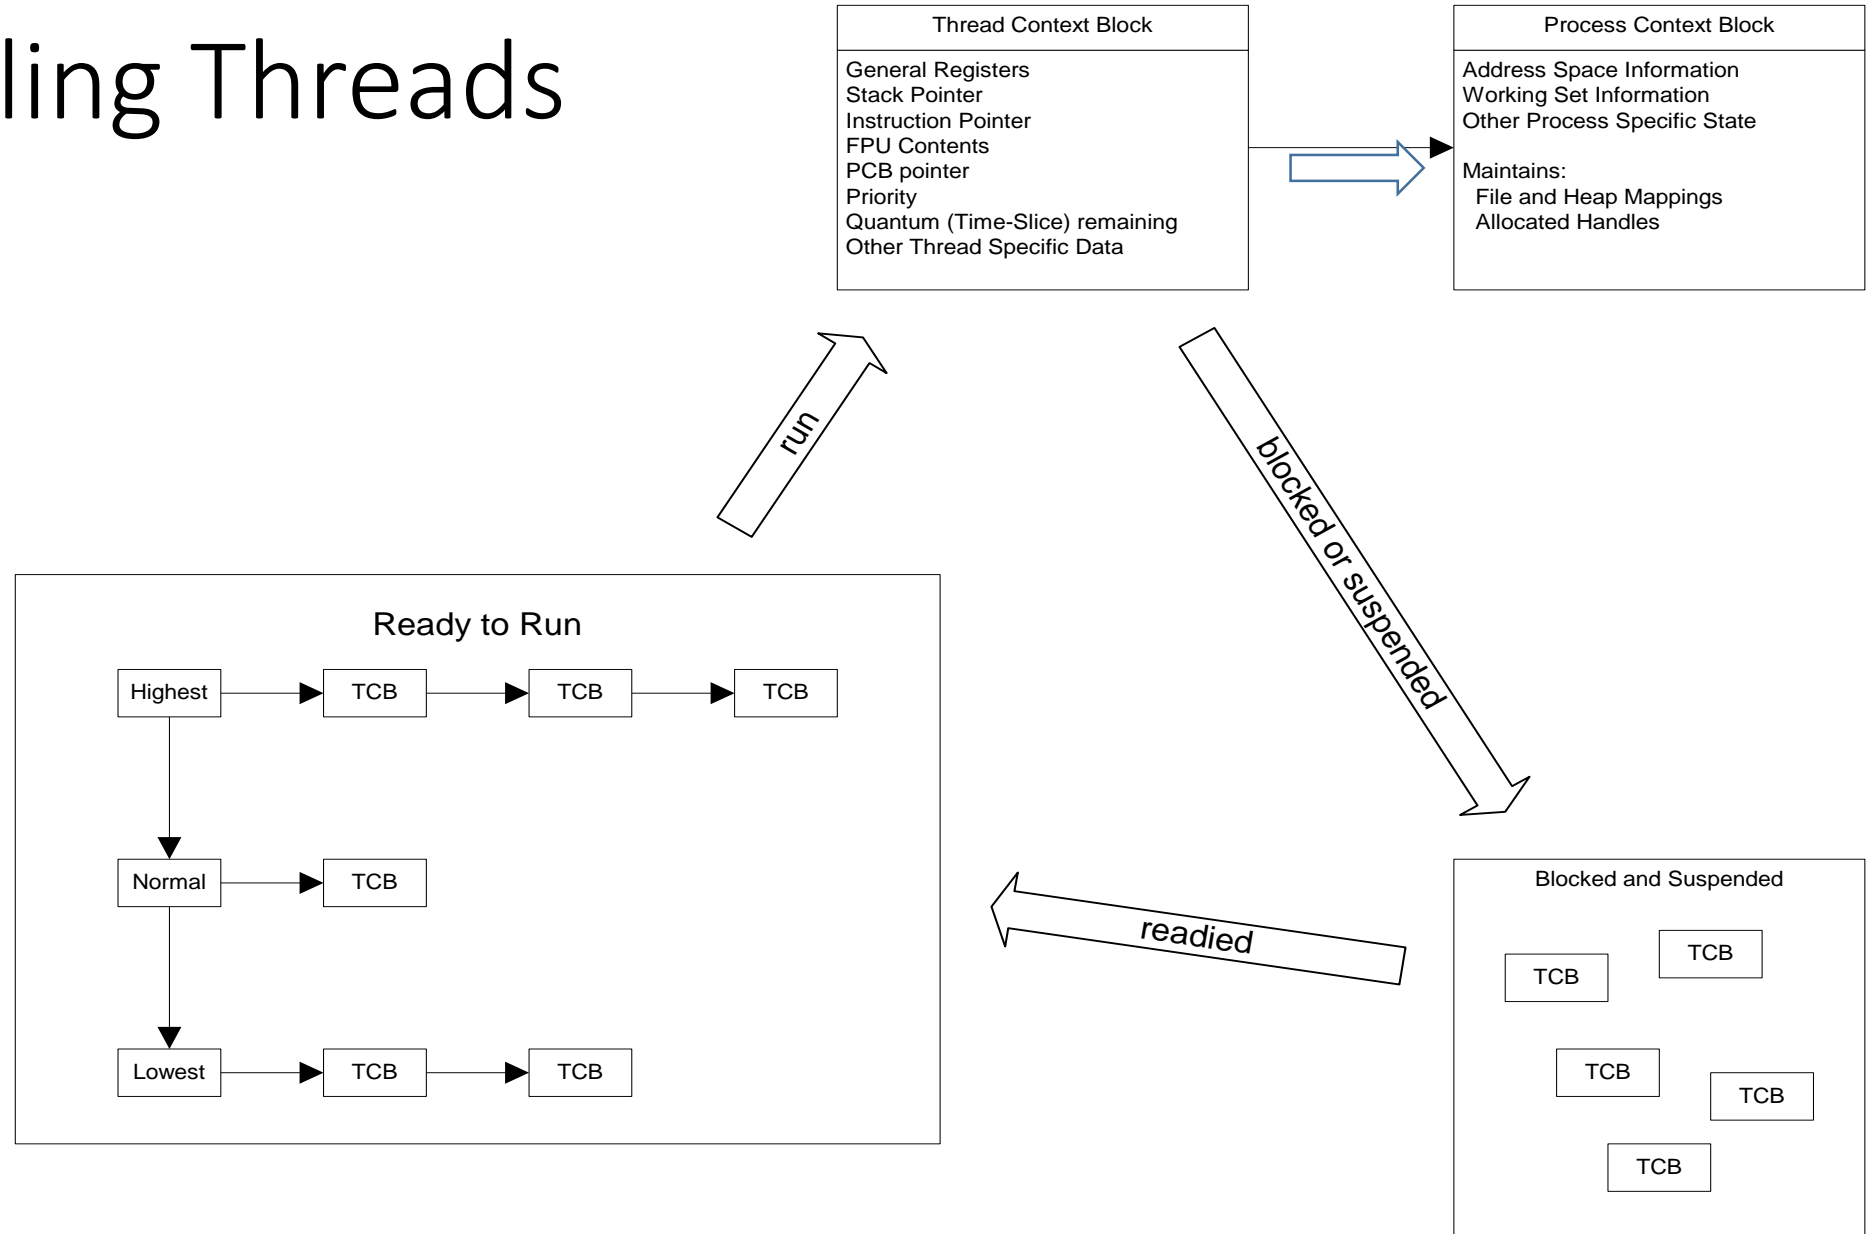 ling Threads
Thread Context Block
General Registers
Stack Pointer
Instruction Pointer
FPU Contents
PCB pointer
Priority
Quantum (Time-Slice) remaining
Other Thread Specific Data
Process Context Block
Address Space Information
Working Set Information
Other Process Specific State
Maintains:
File and Heap Mappings
Allocated Handles
run
blocked or suspended
Ready to Run
Highest
TCB
TCB
TCB
Normal
TCB
Lowest
TCB
TCB
readied
Blocked and Suspended
TCB
TCB
TCB
TCB
TCB